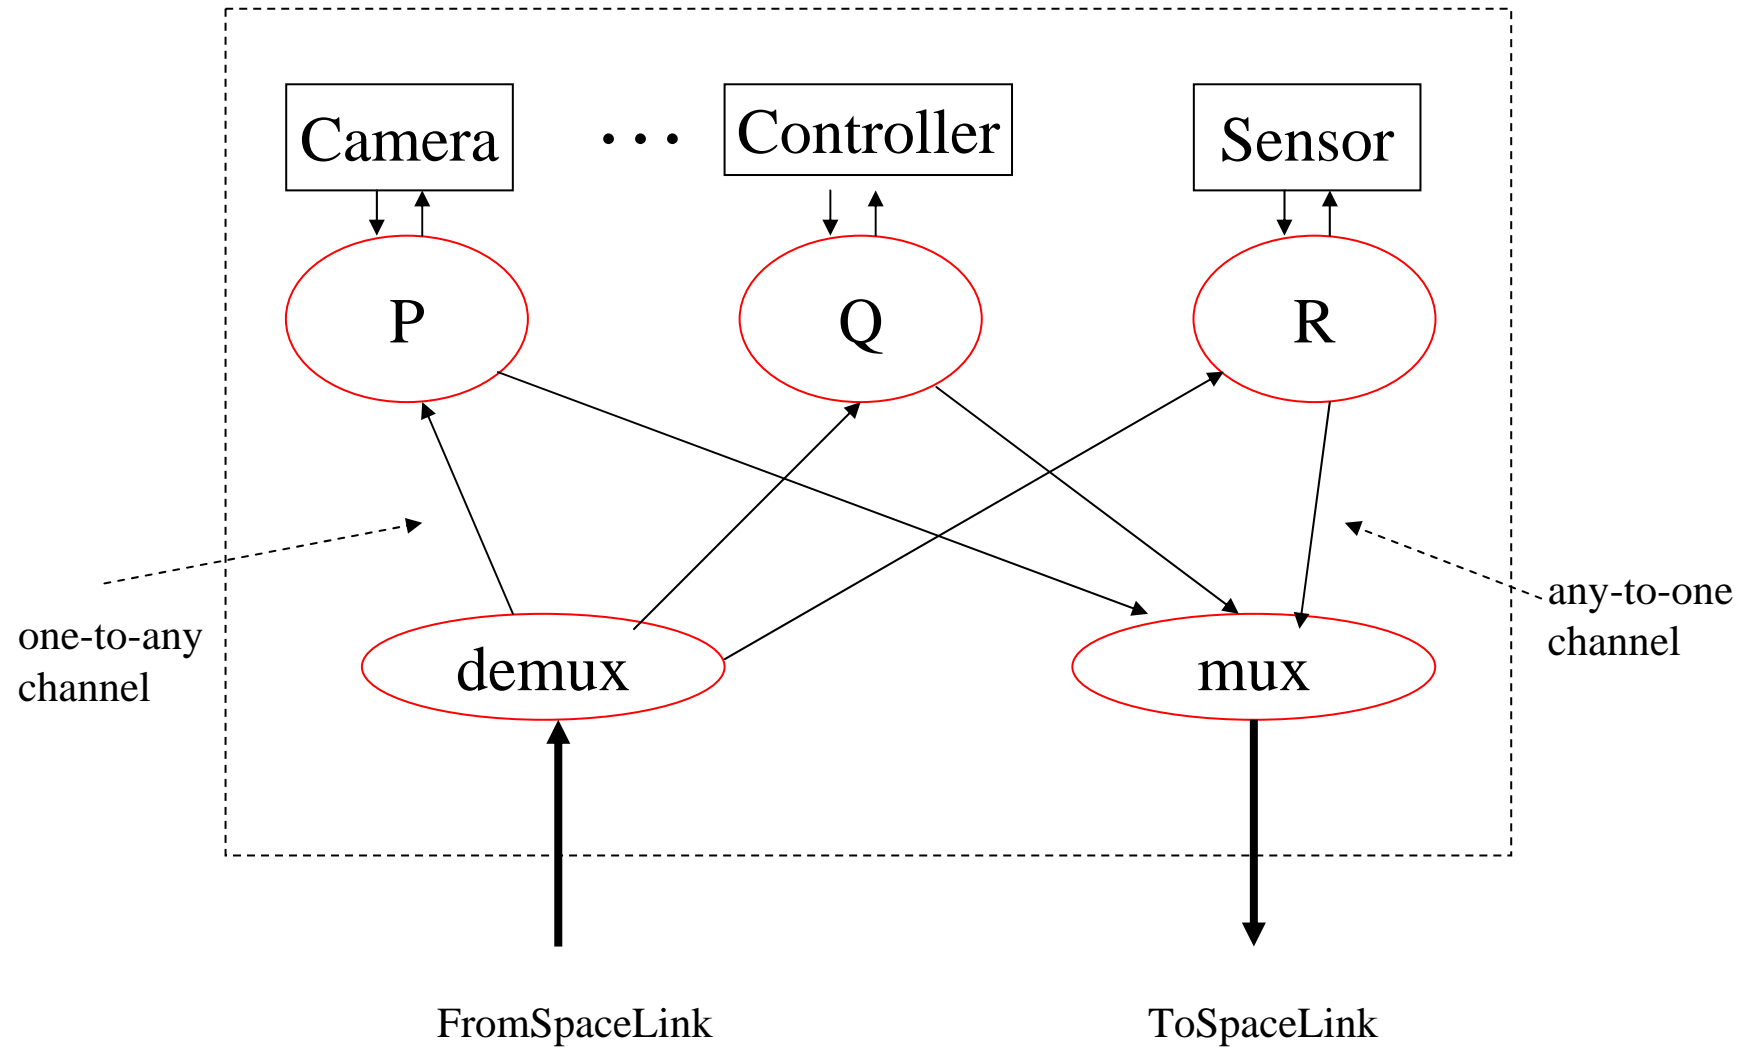 Camera
...
Controller
Sensor
P
Q
R
one-to-any
channel
any-to-one
channel
demux
mux
FromSpaceLink
ToSpaceLink